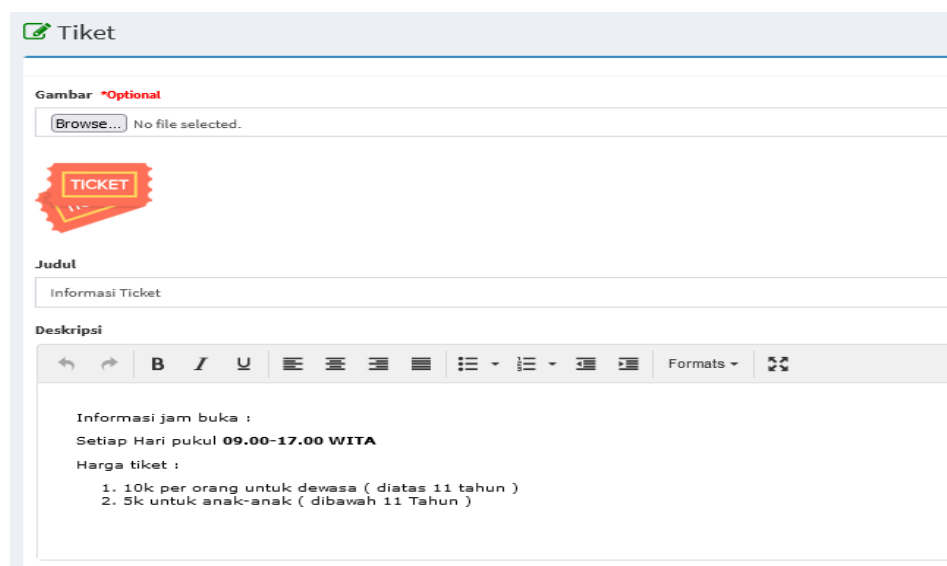 Tiket
Gambar *Optional
Browse... No file selected.
TICKET
Judul
Informasi Ticket
Deskripsi
B I U Formats
Informasi jam buka :
Setiap Hari pukul 09.00-17.00 WITA
Harga tiket :
1. 10k per orang untuk dewasa ( diatas 11 tahun )
2. 5k untuk anak-anak ( dibawah 11 Tahun )